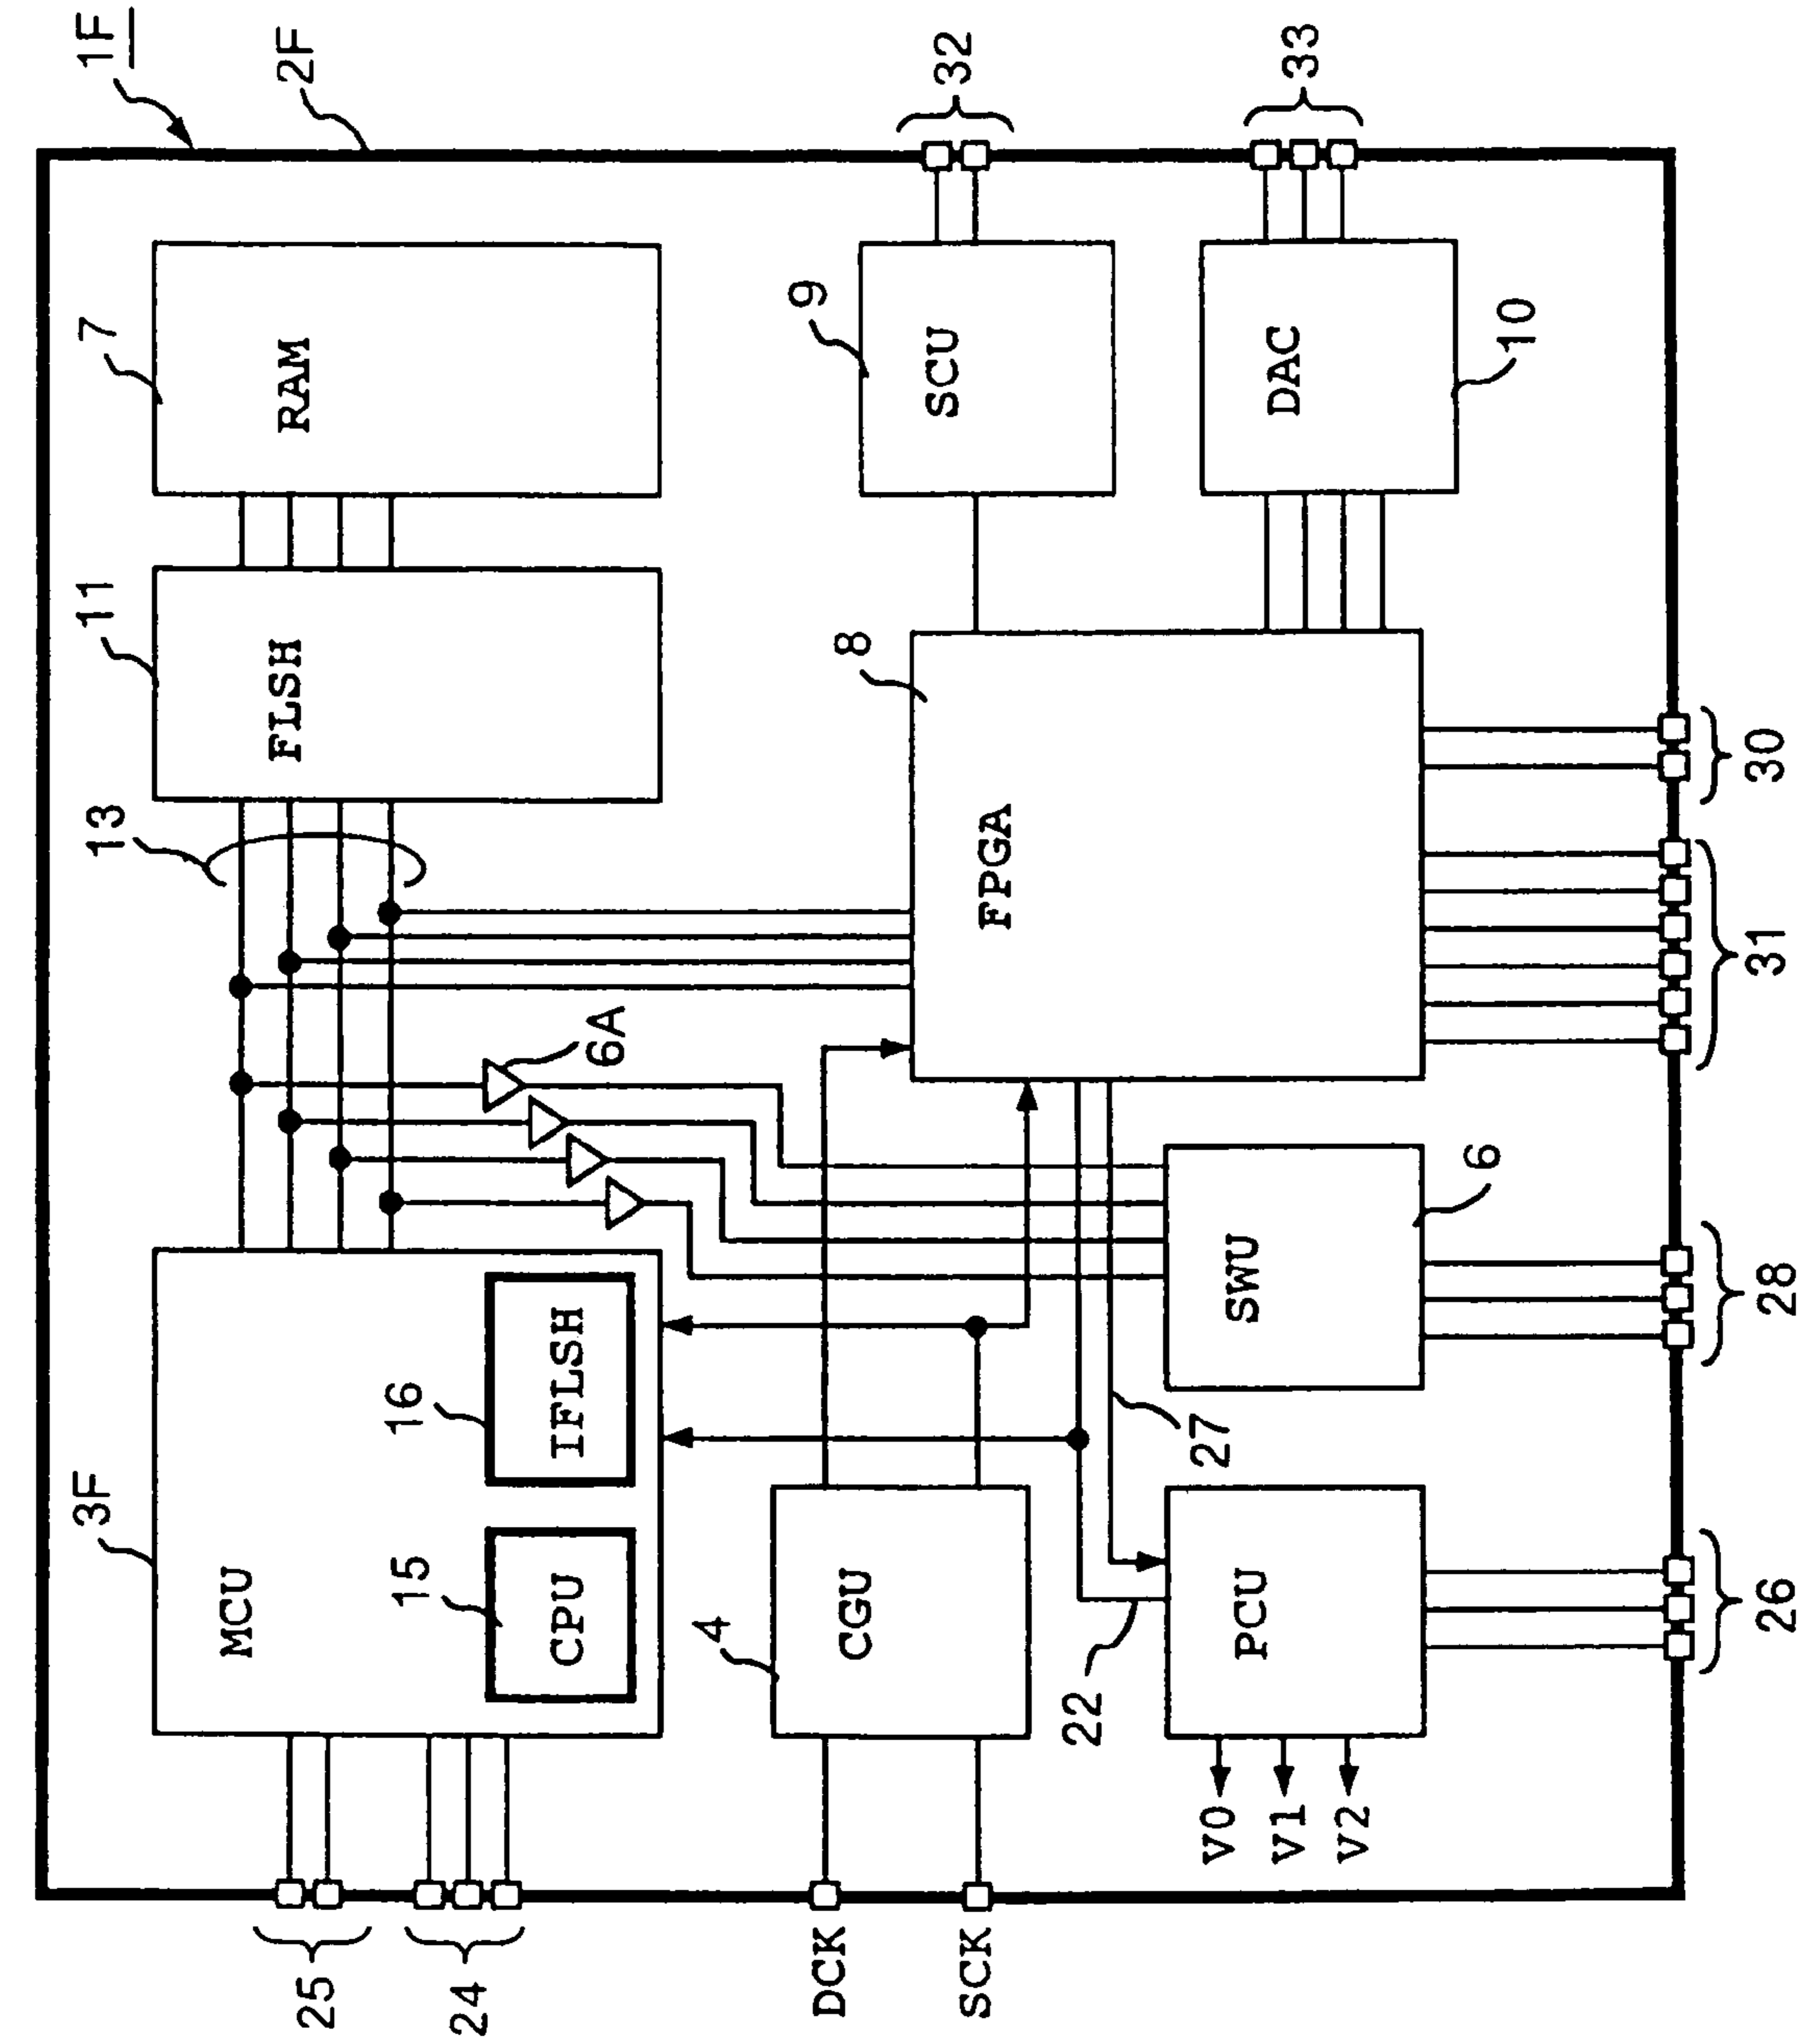 1F
2F
3F
MCU
15
CPU
16
IFLSH
13
11
FLSH
7
RAM
25
24
6A
4
CGU
DCK
SCK
8
FPGA
9
SCU
32
22
27
PCU
V0
V1
V2
SWU
6
DAC
10
33
26
28
31
30